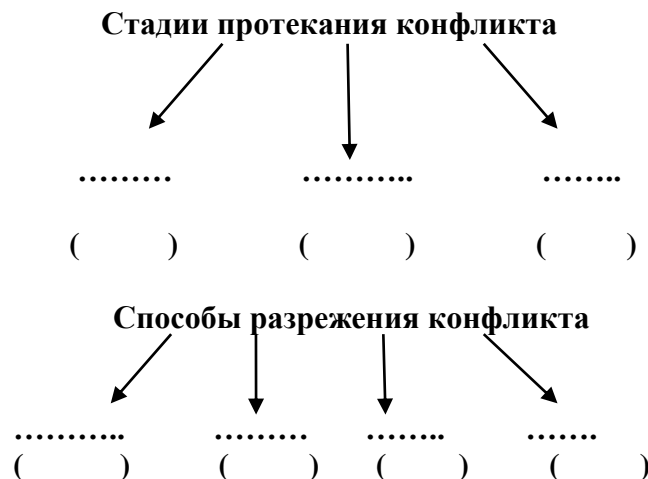 Стадии протекания конфликта
……… ……….. ……..
( ) ( ) ( )
Способы разрежения конфликта
……….. ……… …….. …….
( ) ( ) ( ) ( )